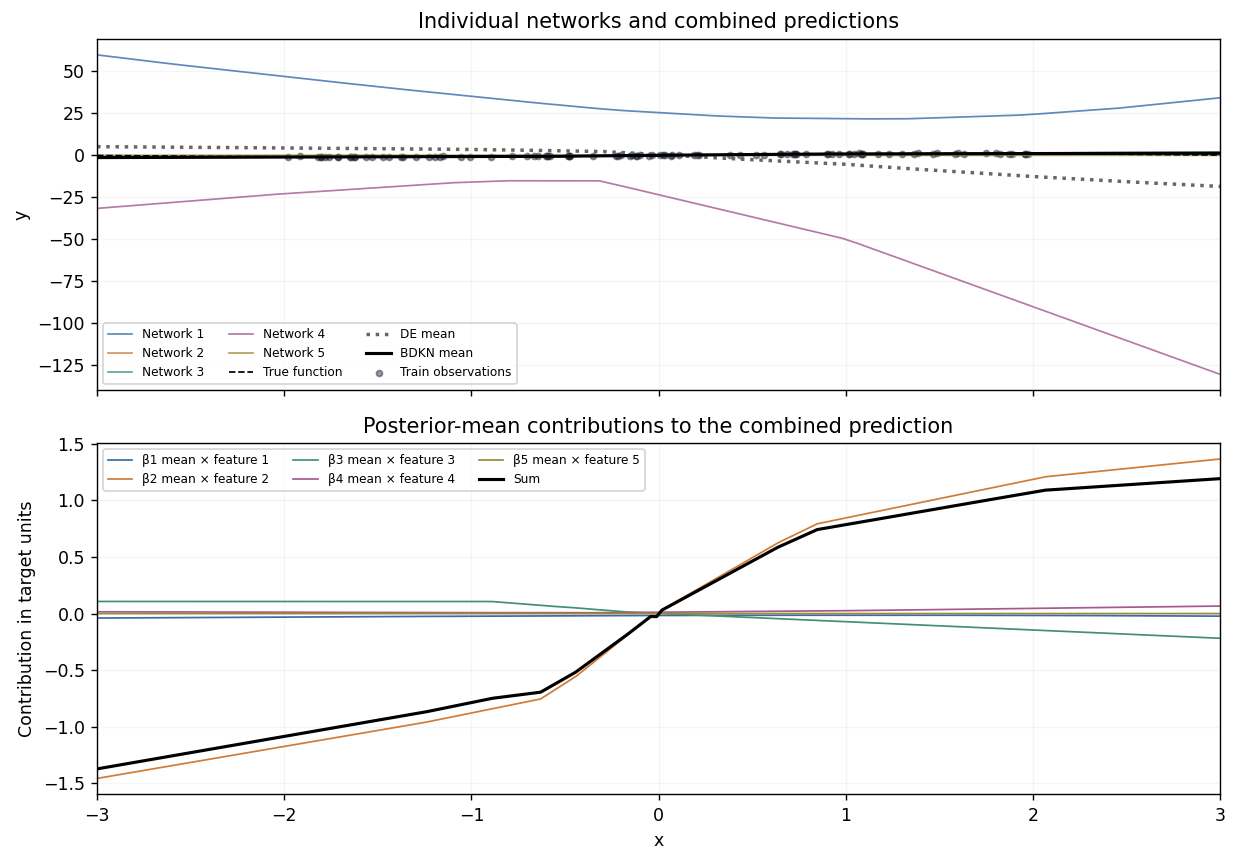 Individual networks and combined predictions
50
25
0
−25
−50
−75
−100
−125
y
Network 1
Network 2
Network 3
Network 4
Network 5
True function
DE mean
BDKN mean
Train observations
Posterior-mean contributions to the combined prediction
1.5
1.0
0.5
0.0
−0.5
−1.0
−1.5
Contribution in target units
β1 mean × feature 1
β2 mean × feature 2
β3 mean × feature 3
β4 mean × feature 4
β5 mean × feature 5
Sum
−3
−2
−1
0
1
2
3
x